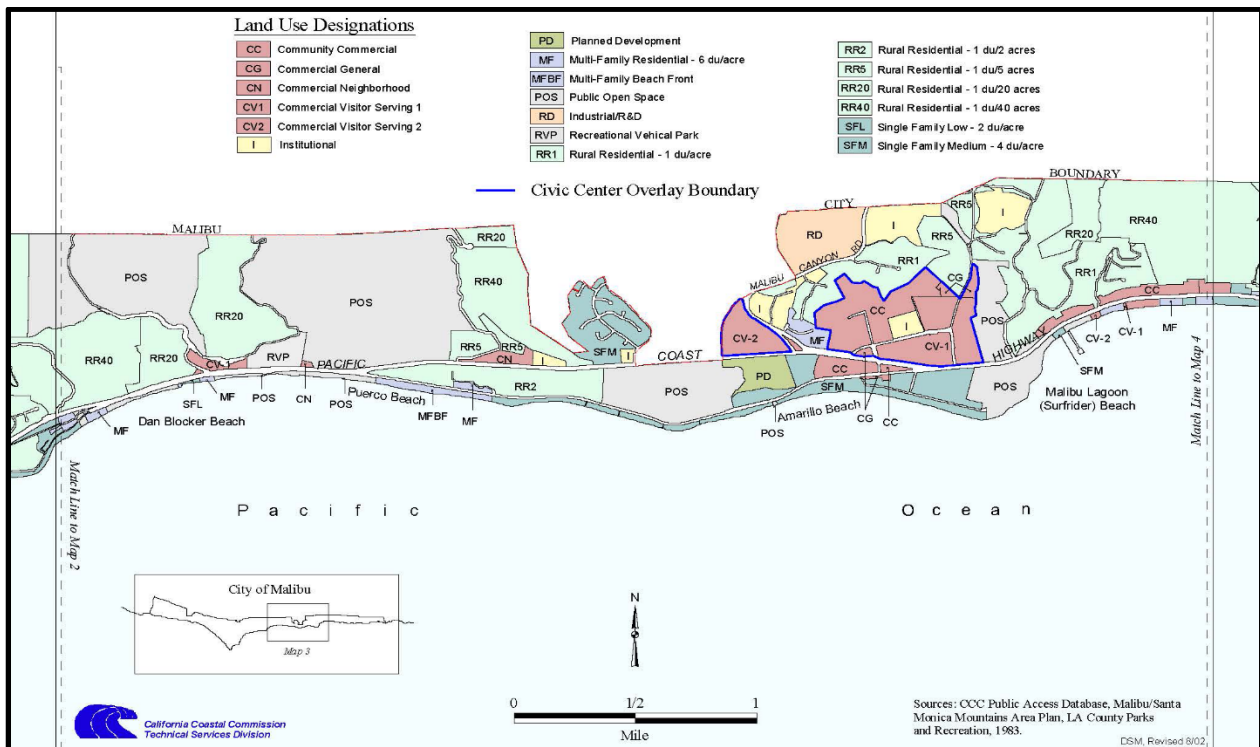 Land Use Designations
CC Community Commercial
CG Commercial General
CN Commercial Neighborhood
CV1 Commercial Visitor Serving 1
CV2 Commercial Visitor Serving 2
I Institutional
PD Planned Development
MF Multi-Family Residential - 6 du/acre
MFBF Multi-Family Beach Front
POS Public Open Space
RD Industrial/R&D
RVP Recreational Vehical Park
RR1 Rural Residential - 1 du/acre
RR2 Rural Residential - 1 du/2 acres
RR5 Rural Residential - 1 du/5 acres
RR20 Rural Residential - 1 du/20 acres
RR40 Rural Residential - 1 du/40 acres
SFL Single Family Low - 2 du/acre
SFM Single Family Medium - 4 du/acre
Civic Center Overlay Boundary
MALIBU
CITY
BOUNDARY
RR5
I
I
RR40
RR20
RR20
RD
RR5
POS
POS
RR1
RR1
MALIBU CANYON RD
CG
RR40
RR20
I
I
CC
CC
POS
I
RR40
RR20
CV-1
RVP
CN
PACIFIC
RR5
RR5
CN
I
SFM
I
COAST
CV-2
MF
CV-1
HIGHWAY
CV-2
CV-1
MF
SFM
RR2
POS
PD
CC
SFM
POS
Malibu Lagoon
(Surfrider) Beach
MF
SFL
MF
POS
CN
POS
Puerco Beach
MFBF
MF
Dan Blocker Beach
POS
Amarillo Beach
CG
CC
Match Line to Map 2
Match Line to Map 4
Pacific
Ocean
City of Malibu
Map 3
N
0 1/2 1
Mile
California Coastal Commission
Technical Services Division
Sources: CCC Public Access Database, Malibu/Santa
Monica Mountains Area Plan, LA County Parks
and Recreation, 1983.
DSM, Revised 8/02